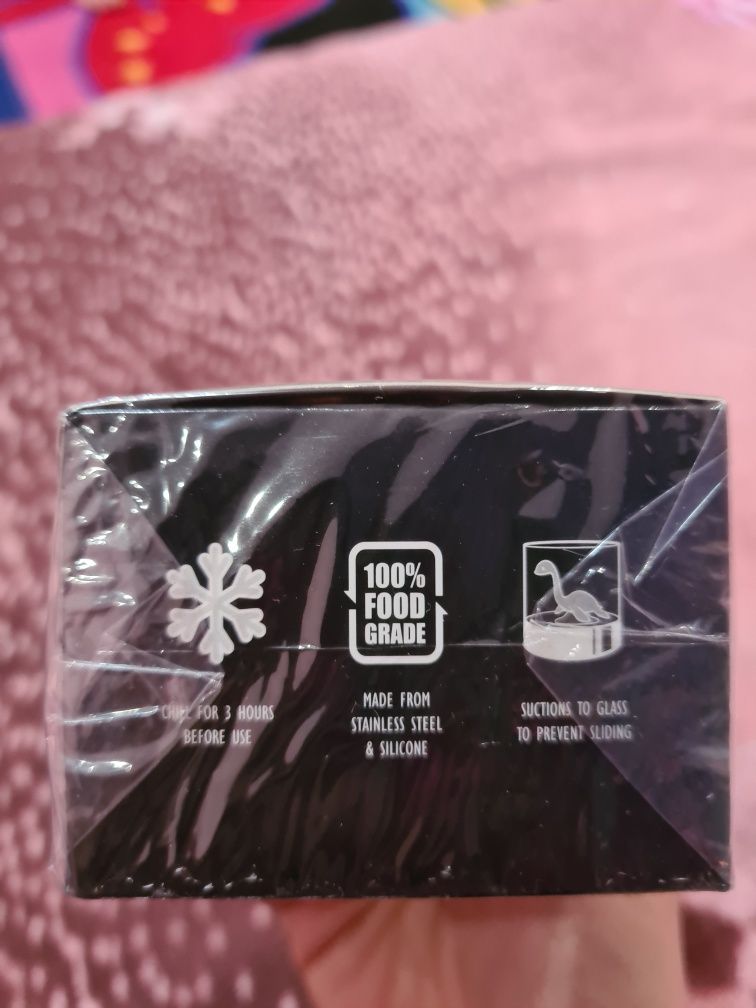 CHILL FOR 3 HOURS
BEFORE USE
100%
FOOD
GRADE
MADE FROM
STAINLESS STEEL
& SILICONE
SUCTIONS TO GLASS
TO PREVENT SLIDING